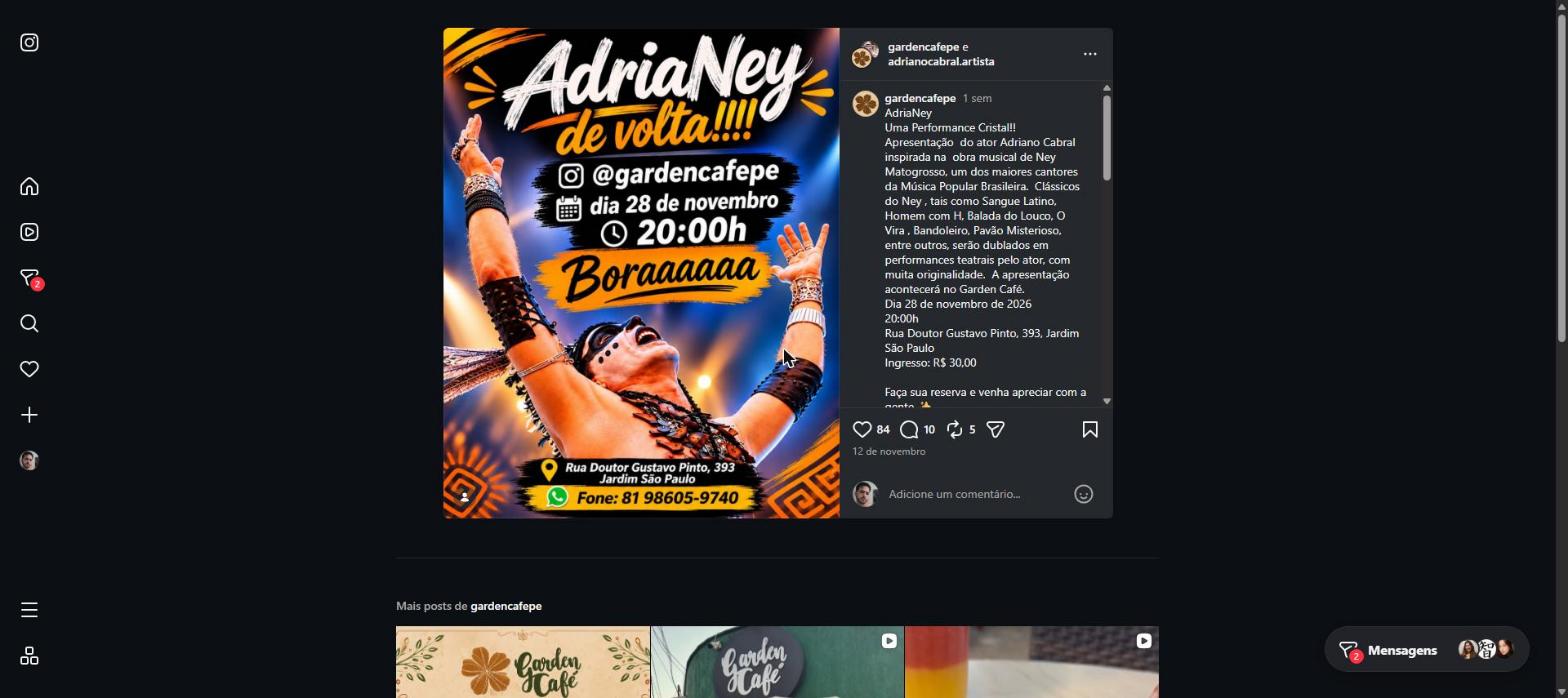 AdriaNey
de volta!!!!
@gardencafepe
dia 28 de novembro
20:00h
Boraaaaaa
Rua Doutor Gustavo Pinto, 393
Jardim São Paulo
Fone: 81 98605-9740
gardencafepe e
adrianocabral.artista
gardencafepe 1 sem
AdriaNey
Uma Performance Cristal!!
Apresentação do ator Adriano Cabral
inspirada na obra musical de Ney
Matogrosso, um dos maiores cantores
da Música Popular Brasileira. Clássicos
do Ney , tais como Sangue Latino,
Homem com H, Balada do Louco, O
Vira , Bandoleiro, Pavão Misterioso,
entre outros, serão dublados em
performances teatrais pelo ator, com
muita originalidade. A apresentação
acontecerá no Garden Café.
Dia 28 de novembro de 2026
20:00h
Rua Doutor Gustavo Pinto, 393, Jardim
São Paulo
Ingresso: R$ 30,00
Faça sua reserva e venha apreciar com a
gente ✨
84 10 5
12 de novembro
Adicione um comentário...
2
Mais posts de gardencafepe
Garden
Café
Garden
Café
2 Mensagens
智